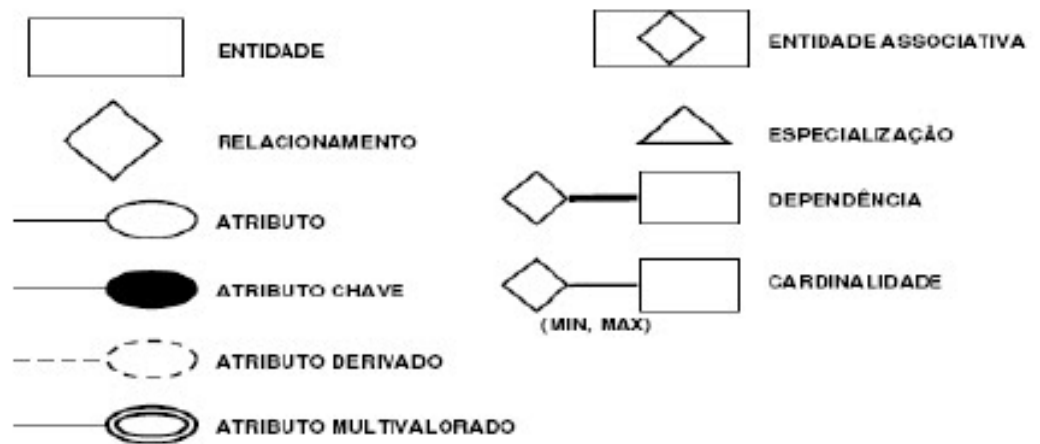 ENTIDADE
RELACIONAMENTO
ATRIBUTO
ATRIBUTO CHAVE
ATRIBUTO DERIVADO
ATRIBUTO MULTIVALORADO
ENTIDADE ASSOCIATIVA
ESPECIALIZAÇÃO
DEPENDÊNCIA
CARDINALIDADE
(MIN, MAX)